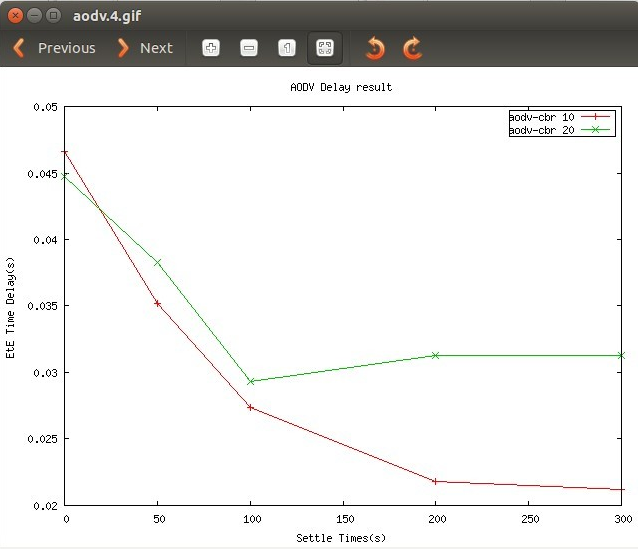 aodv.4.gif
Previous
Next
1
AODV Delay result
aodv-cbr 10
aodv-cbr 20
0.05
0.045
0.04
0.035
0.03
0.025
0.02
EtE Time Delay(s)
0 50 100 150 200 250 300
Settle Times(s)